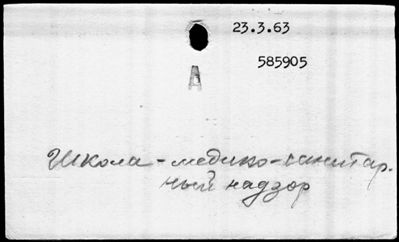 23.3.63
585905
А
Школа – медико-санитар.
ный надзор